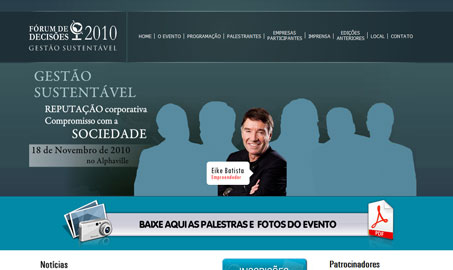 FÓRUM DE
DECISÕES 2010
GESTÃO SUSTENTÁVEL
HOME | O EVENTO | PROGRAMAÇÃO | PALESTRANTES | EMPRESAS PARTICIPANTES | IMPRENSA | EDIÇÕES ANTERIORES | LOCAL | CONTATO
GESTÃO
SUSTENTÁVEL
REPUTAÇÃO corporativa
Compromisso com a
SOCIEDADE
18 de Novembro de 2010
no Alphaville
Eike Batista
Empreendedor
BAIXE AQUI AS PALESTRAS E FOTOS DO EVENTO
PDF
Notícias
INSCRIÇÕES
Patrocinadores